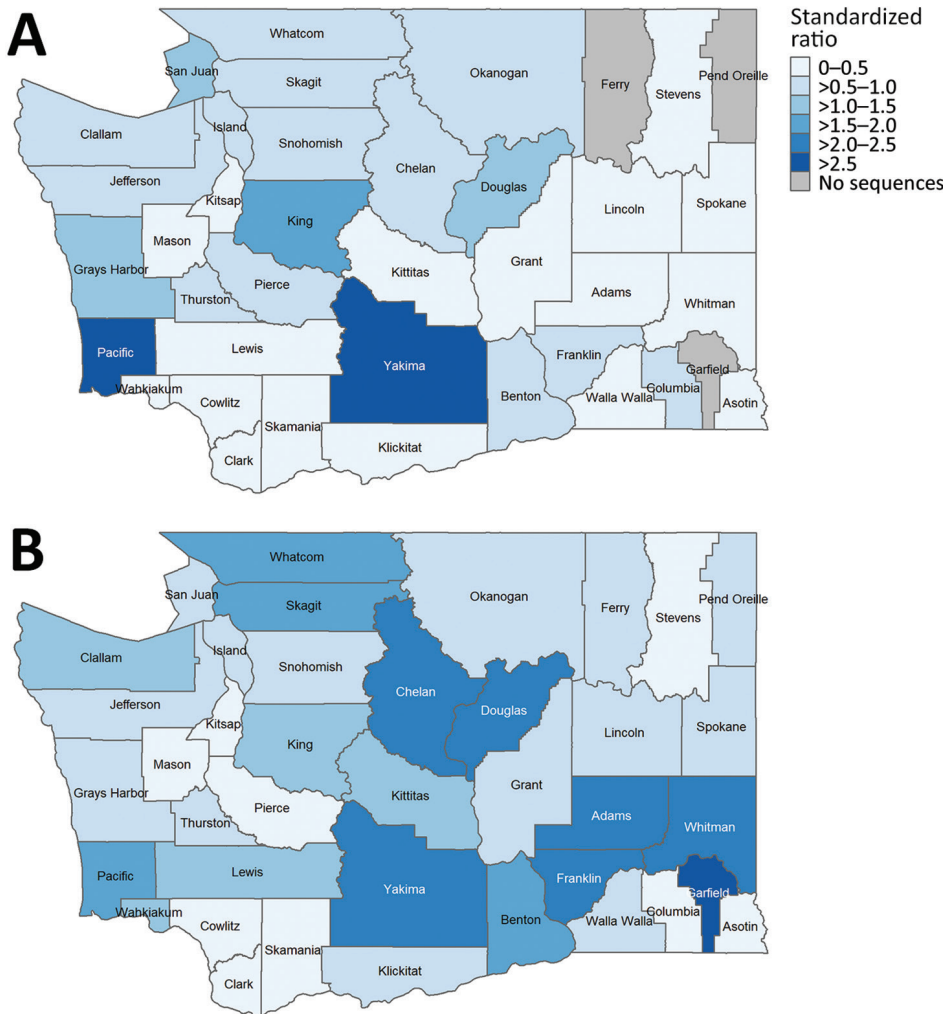 A
Standardized
ratio
0–0.5
>0.5–1.0
>1.0–1.5
>1.5–2.0
>2.0–2.5
>2.5
No sequences
Whatcom
San Juan
Skagit
Okanogan
Ferry
Stevens
Pend Oreille
Clallam
Island
Snohomish
Chelan
Douglas
Jefferson
Kitsap
King
Lincoln
Spokane
Mason
Grays Harbor
Kittitas
Grant
Thurston
Pierce
Adams
Whitman
Pacific
Lewis
Yakima
Franklin
Garfield
Wahkiakum
Cowlitz
Benton
Walla Walla
Columbia
Asotin
Skamania
Clark
Klickitat
B
Whatcom
San Juan
Skagit
Okanogan
Ferry
Stevens
Pend Oreille
Clallam
Island
Snohomish
Chelan
Douglas
Jefferson
Kitsap
King
Lincoln
Spokane
Mason
Grays Harbor
Kittitas
Grant
Thurston
Pierce
Adams
Whitman
Pacific
Lewis
Yakima
Franklin
Garfield
Wahkiakum
Cowlitz
Benton
Walla Walla
Columbia
Asotin
Skamania
Clark
Klickitat